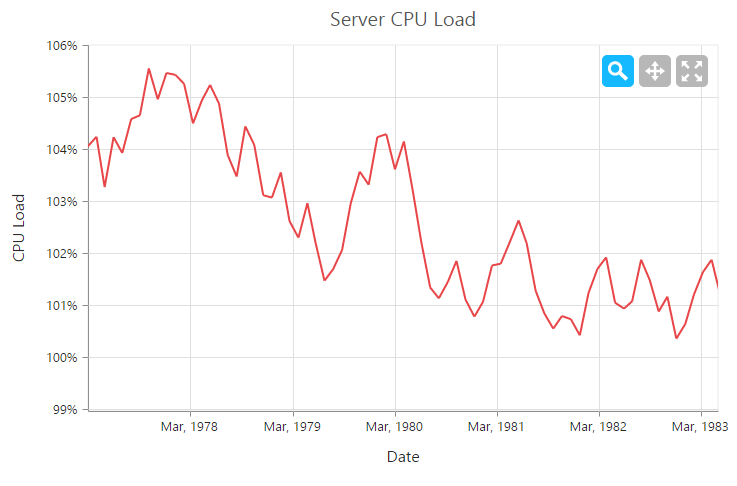 Server CPU Load
106%
105%
104%
103%
102%
101%
100%
99%
CPU Load
Mar, 1978
Mar, 1979
Mar, 1980
Mar, 1981
Mar, 1982
Mar, 1983
Date